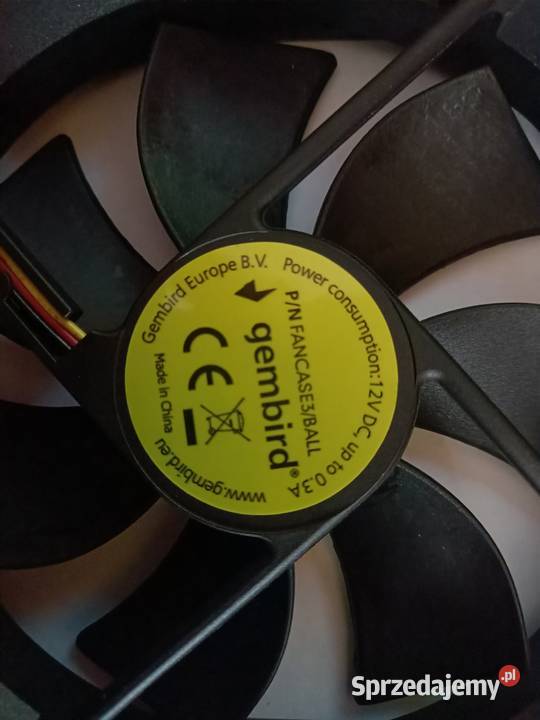 Gembird Europe B.V.
Power consumption:12V DC, up to 0.3A
P/N FANCASE3/BALL
gembird®
CE
Made in China
www.gembird.eu
Sprzedajemy.pl